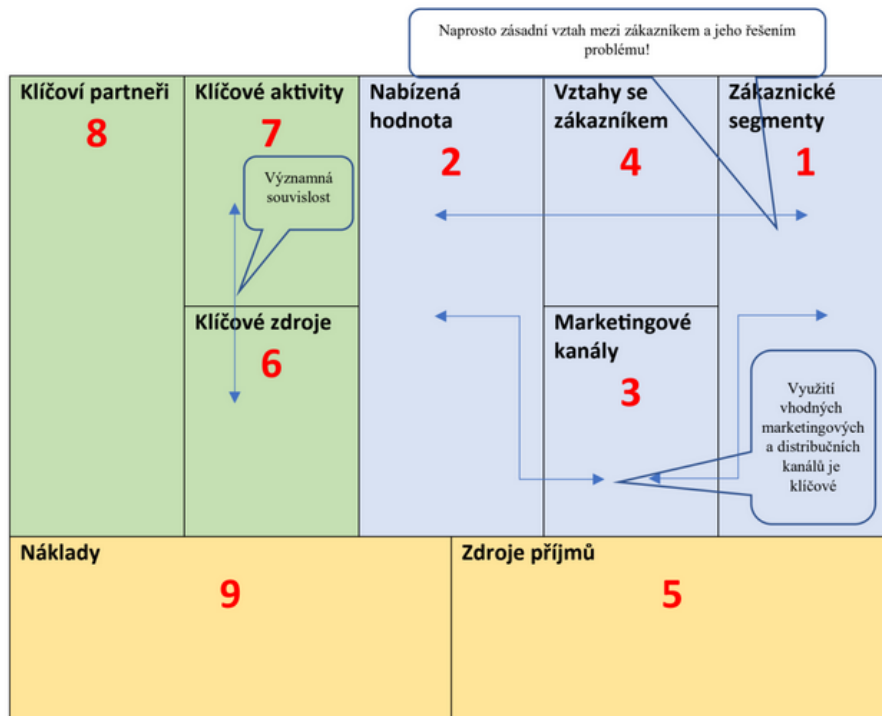 Naprosto zásadní vztah mezi zákazníkem a jeho řešením
problému!
Klíčoví partneři
8
Klíčové aktivity
7
Nabízená
hodnota
2
Vztahy se
zákazníkem
4
Zákaznické
segmenty
1
Významná
souvislost
Klíčové zdroje
6
Marketingové
kanály
3
Využití
vhodných
marketingových
a distribučních
kanálů je
klíčové
Náklady
9
Zdroje příjmů
5